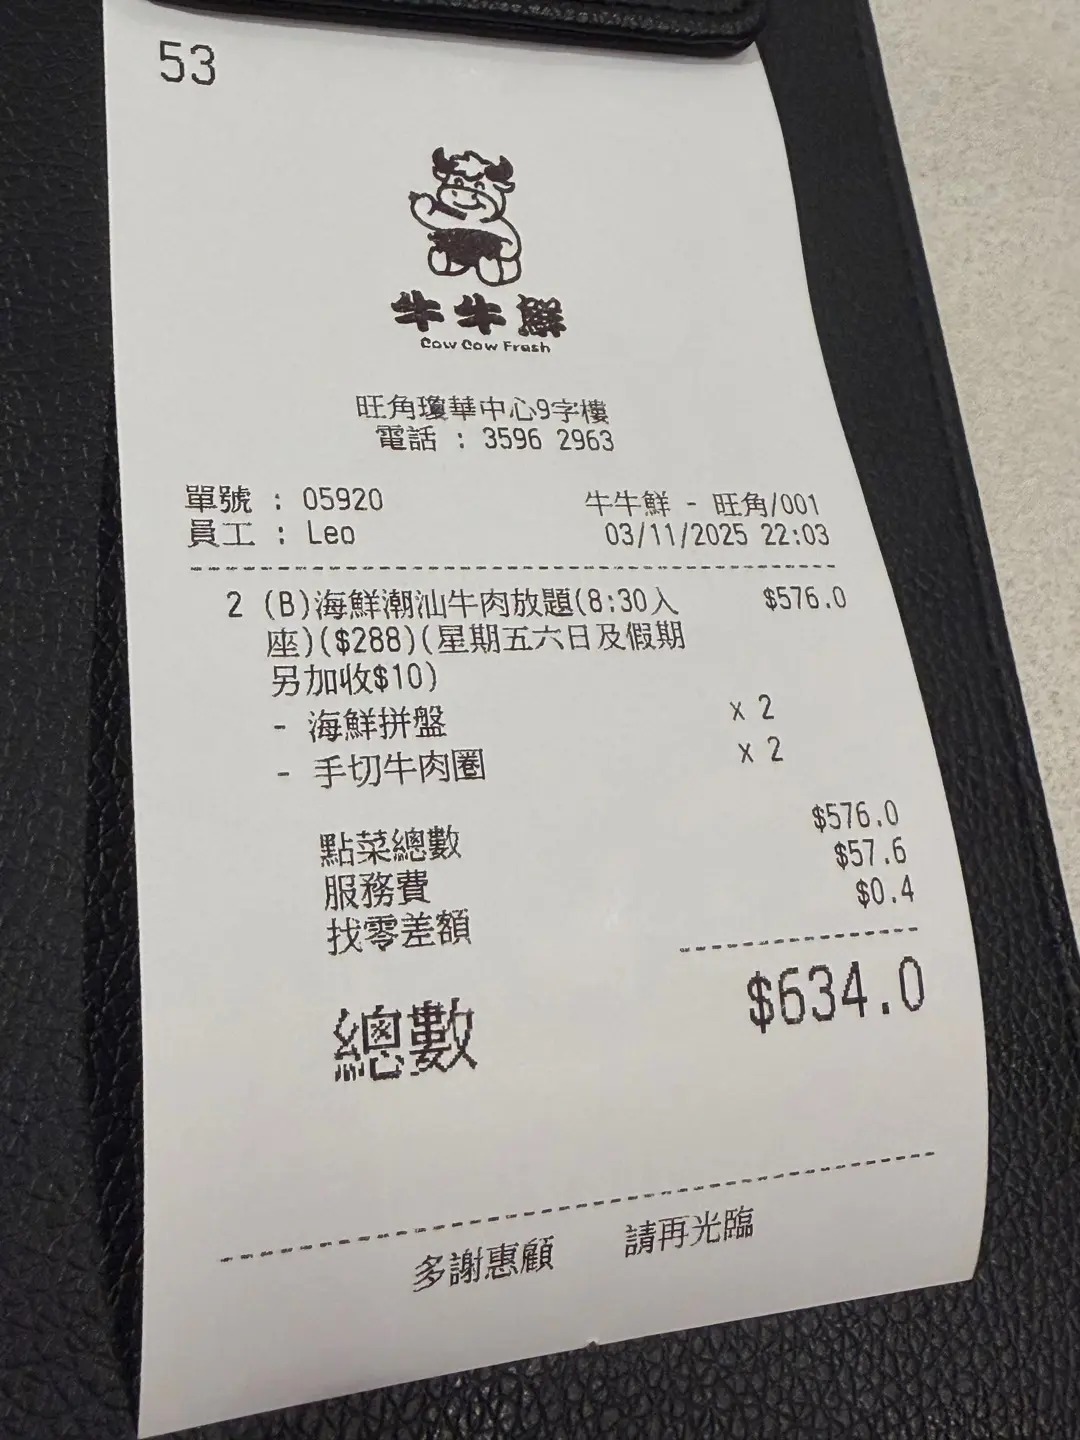 53
牛牛鮮
Cow Cow Fresh
旺角瓊華中心9字樓
電話 : 3596 2963
單號 : 05920 牛牛鮮 - 旺角/001
員工 : Leo 03/11/2025 22:03
2 (B)海鮮潮汕牛肉放題(8:30入 $576.0
座)($288)(星期五六日及假期
另加收$10)
- 海鮮拼盤 x 2
- 手切牛肉圈 x 2
點菜總數 $576.0
服務費 $57.6
找零差額 $0.4
總數 $634.0
多謝惠顧 請再光臨